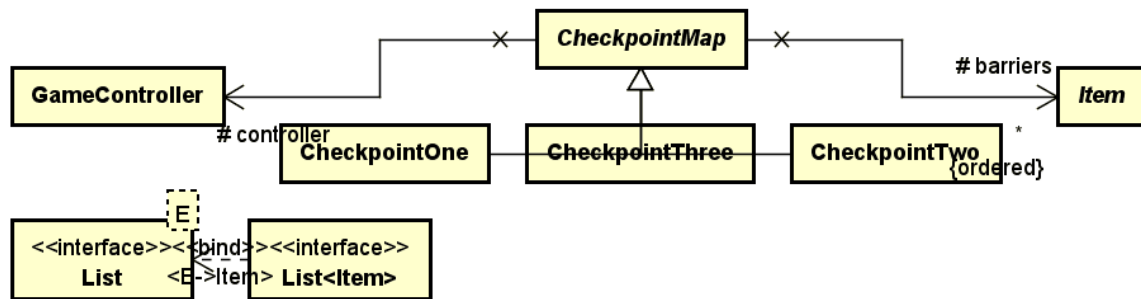 CheckpointMap
# barriers
GameController
Item
# controller
*
CheckpointOne
CheckpointThree
CheckpointTwo
{ordered}
E
<<interface>>
<<bind>>
<<interface>>
List
<E->Item>
List<Item>